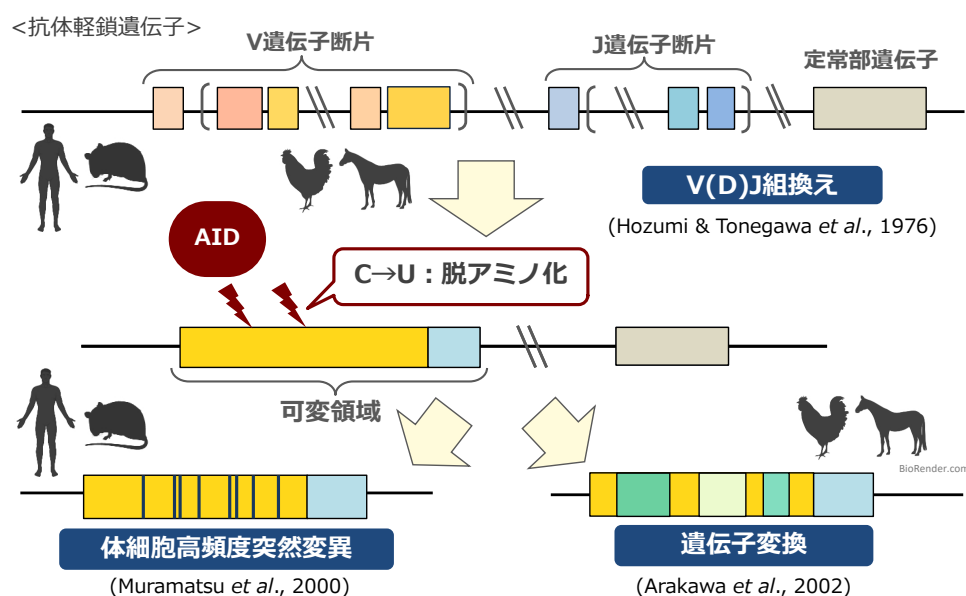 <抗体軽鎖遺伝子>
V遺伝子断片
J遺伝子断片
定常部遺伝子
V(D)J組換え
(Hozumi & Tonegawa et al., 1976)
AID
C→U：脱アミノ化
可変領域
BioRender.com
体細胞高頻度突然変異
(Muramatsu et al., 2000)
遺伝子変換
(Arakawa et al., 2002)